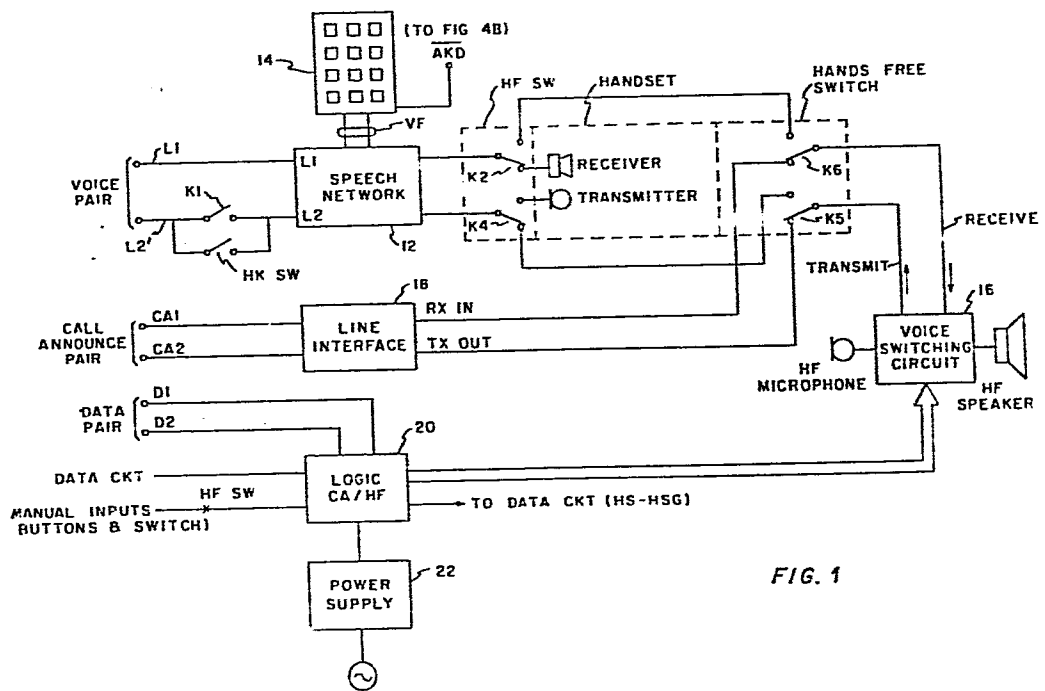 14
(TO FIG 4B)
AKD
VF
HF SW
HANDSET
HANDS FREE
SWITCH
VOICE
PAIR
L1
L1
SPEECH
NETWORK
K1
L2
L2'
12
HK SW
K2
RECEIVER
TRANSMITTER
K4
K6
K5
RECEIVE
TRANSMIT
CALL
ANNOUNCE
PAIR
CA1
CA2
18
LINE
INTERFACE
RX IN
TX OUT
16
VOICE
SWITCHING
CIRCUIT
HF
MICROPHONE
HF
SPEAKER
DATA
PAIR
D1
D2
20
LOGIC
CA/HF
DATA CKT
HF SW
MANUAL INPUTS
BUTTONS & SWITCH)
TO DATA CKT (HS-HSG)
22
POWER
SUPPLY
FIG. 1